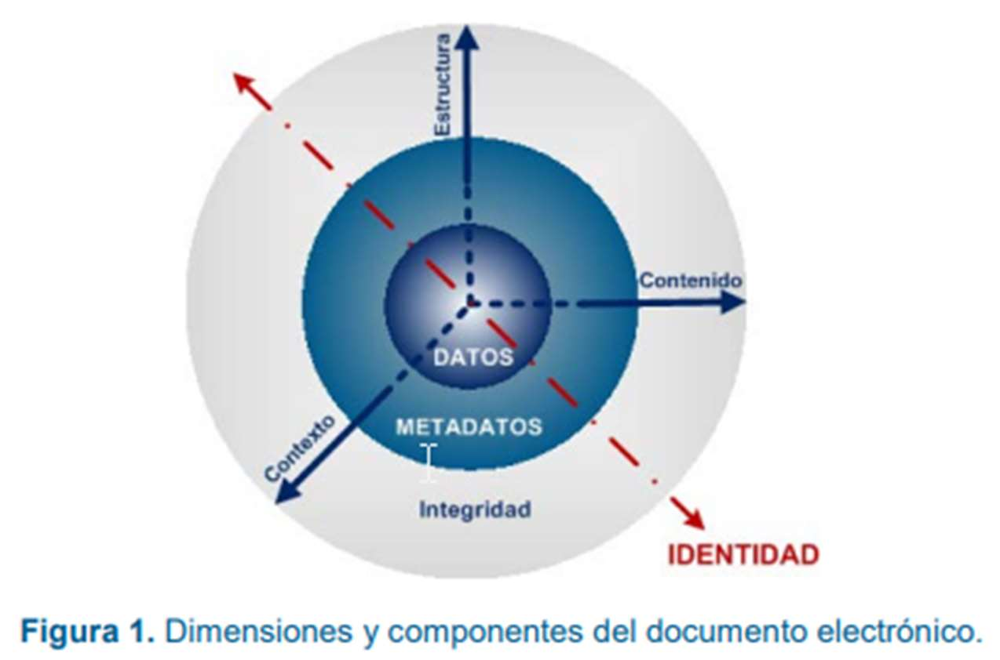 Estructura
Contenido
DATOS
METADATOS
Contexto
Integridad
IDENTIDAD
Figura 1. Dimensiones y componentes del documento electrónico.